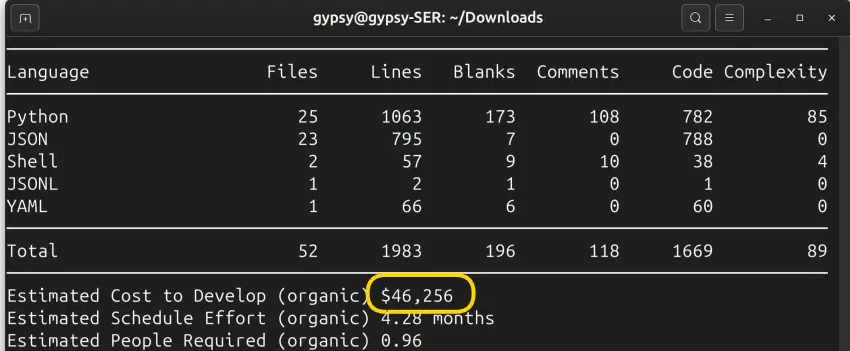 gypsy@gypsy-SER: ~/Downloads
Language Files Lines Blanks Comments Code Complexity
Python 25 1063 173 108 782 85
JSON 23 795 7 0 788 0
Shell 2 57 9 10 38 4
JSONL 1 2 1 0 1 0
YAML 1 66 6 0 60 0
Total 52 1983 196 118 1669 89
Estimated Cost to Develop (organic) $46,256
Estimated Schedule Effort (organic) 4.28 months
Estimated People Required (organic) 0.96